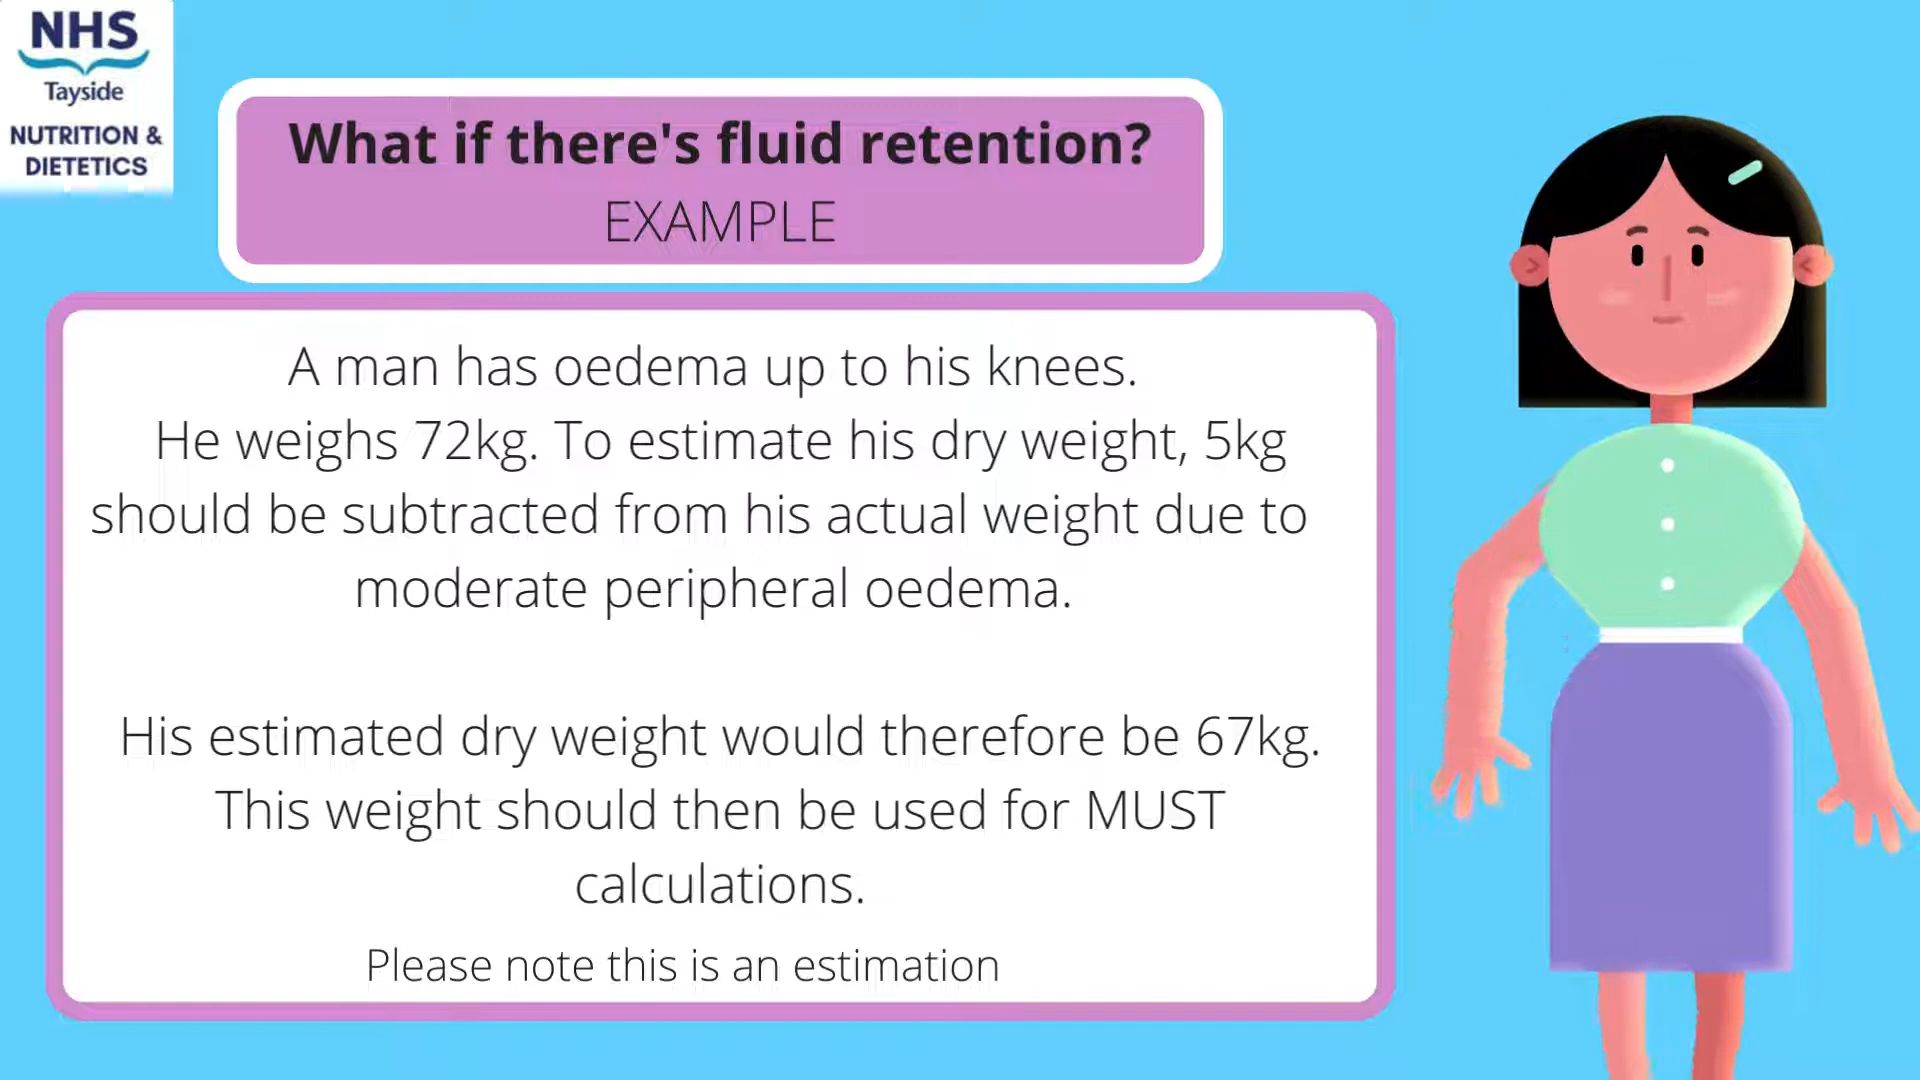 NHS
Tayside
NUTRITION &
DIETETICS
What if there's fluid retention?
EXAMPLE
A man has oedema up to his knees.
He weighs 72kg. To estimate his dry weight, 5kg
should be subtracted from his actual weight due to
moderate peripheral oedema.
His estimated dry weight would therefore be 67kg.
This weight should then be used for MUST
calculations.
Please note this is an estimation